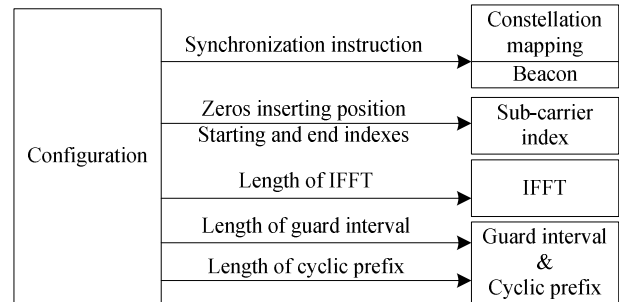 Configuration
Synchronization instruction
Constellation
mapping
Beacon
Zeros inserting position
Starting and end indexes
Sub-carrier
index
Length of IFFT
IFFT
Length of guard interval
Length of cyclic prefix
Guard interval
&
Cyclic prefix